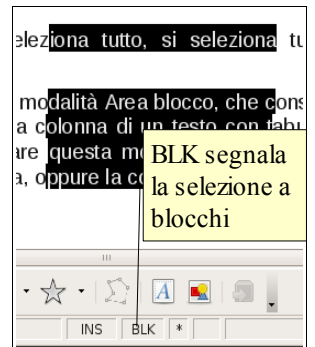 eleziona tutto, si seleziona tu
modalità Area blocco, che cons
a colonna di un testo con tabu
are questa mo
a, oppure la co
BLK segnala
la selezione a
blocchi
INS BLK *